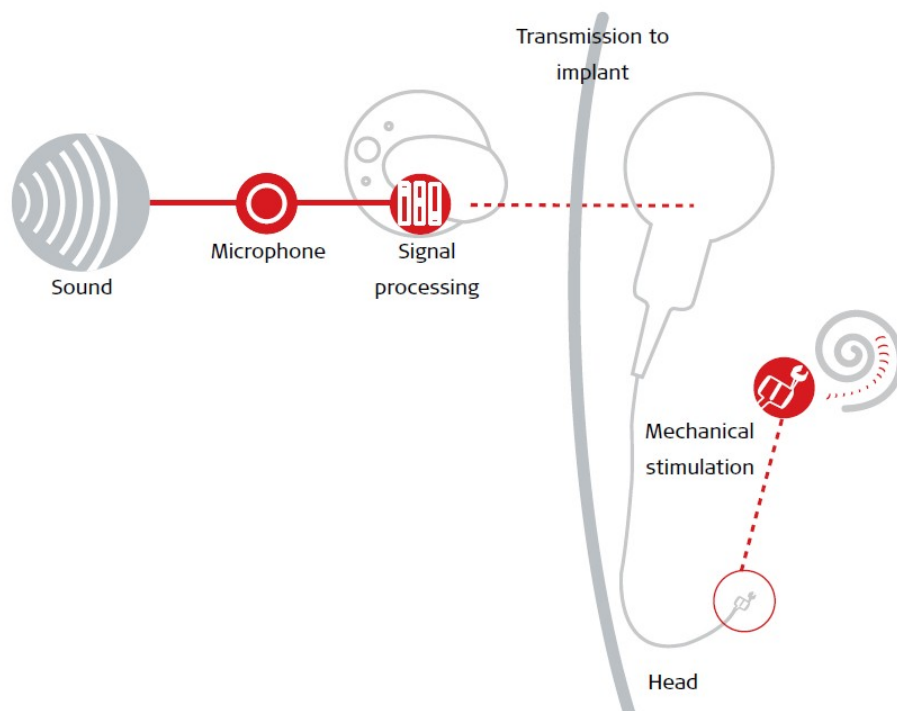 Transmission to
implant
Microphone
Signal
processing
Sound
Mechanical
stimulation
Head